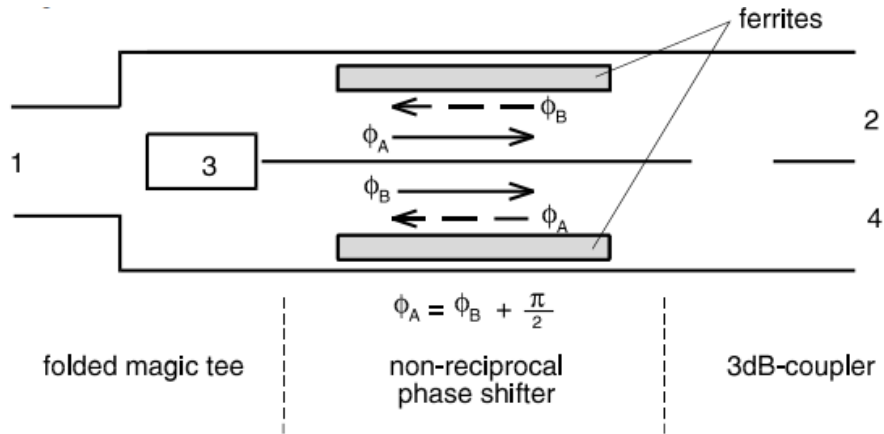 ferrites
ϕB
2
ϕA
1
3
ϕB
ϕA
4
ϕA = ϕB + π/2
folded magic tee
non-reciprocal
phase shifter
3dB-coupler